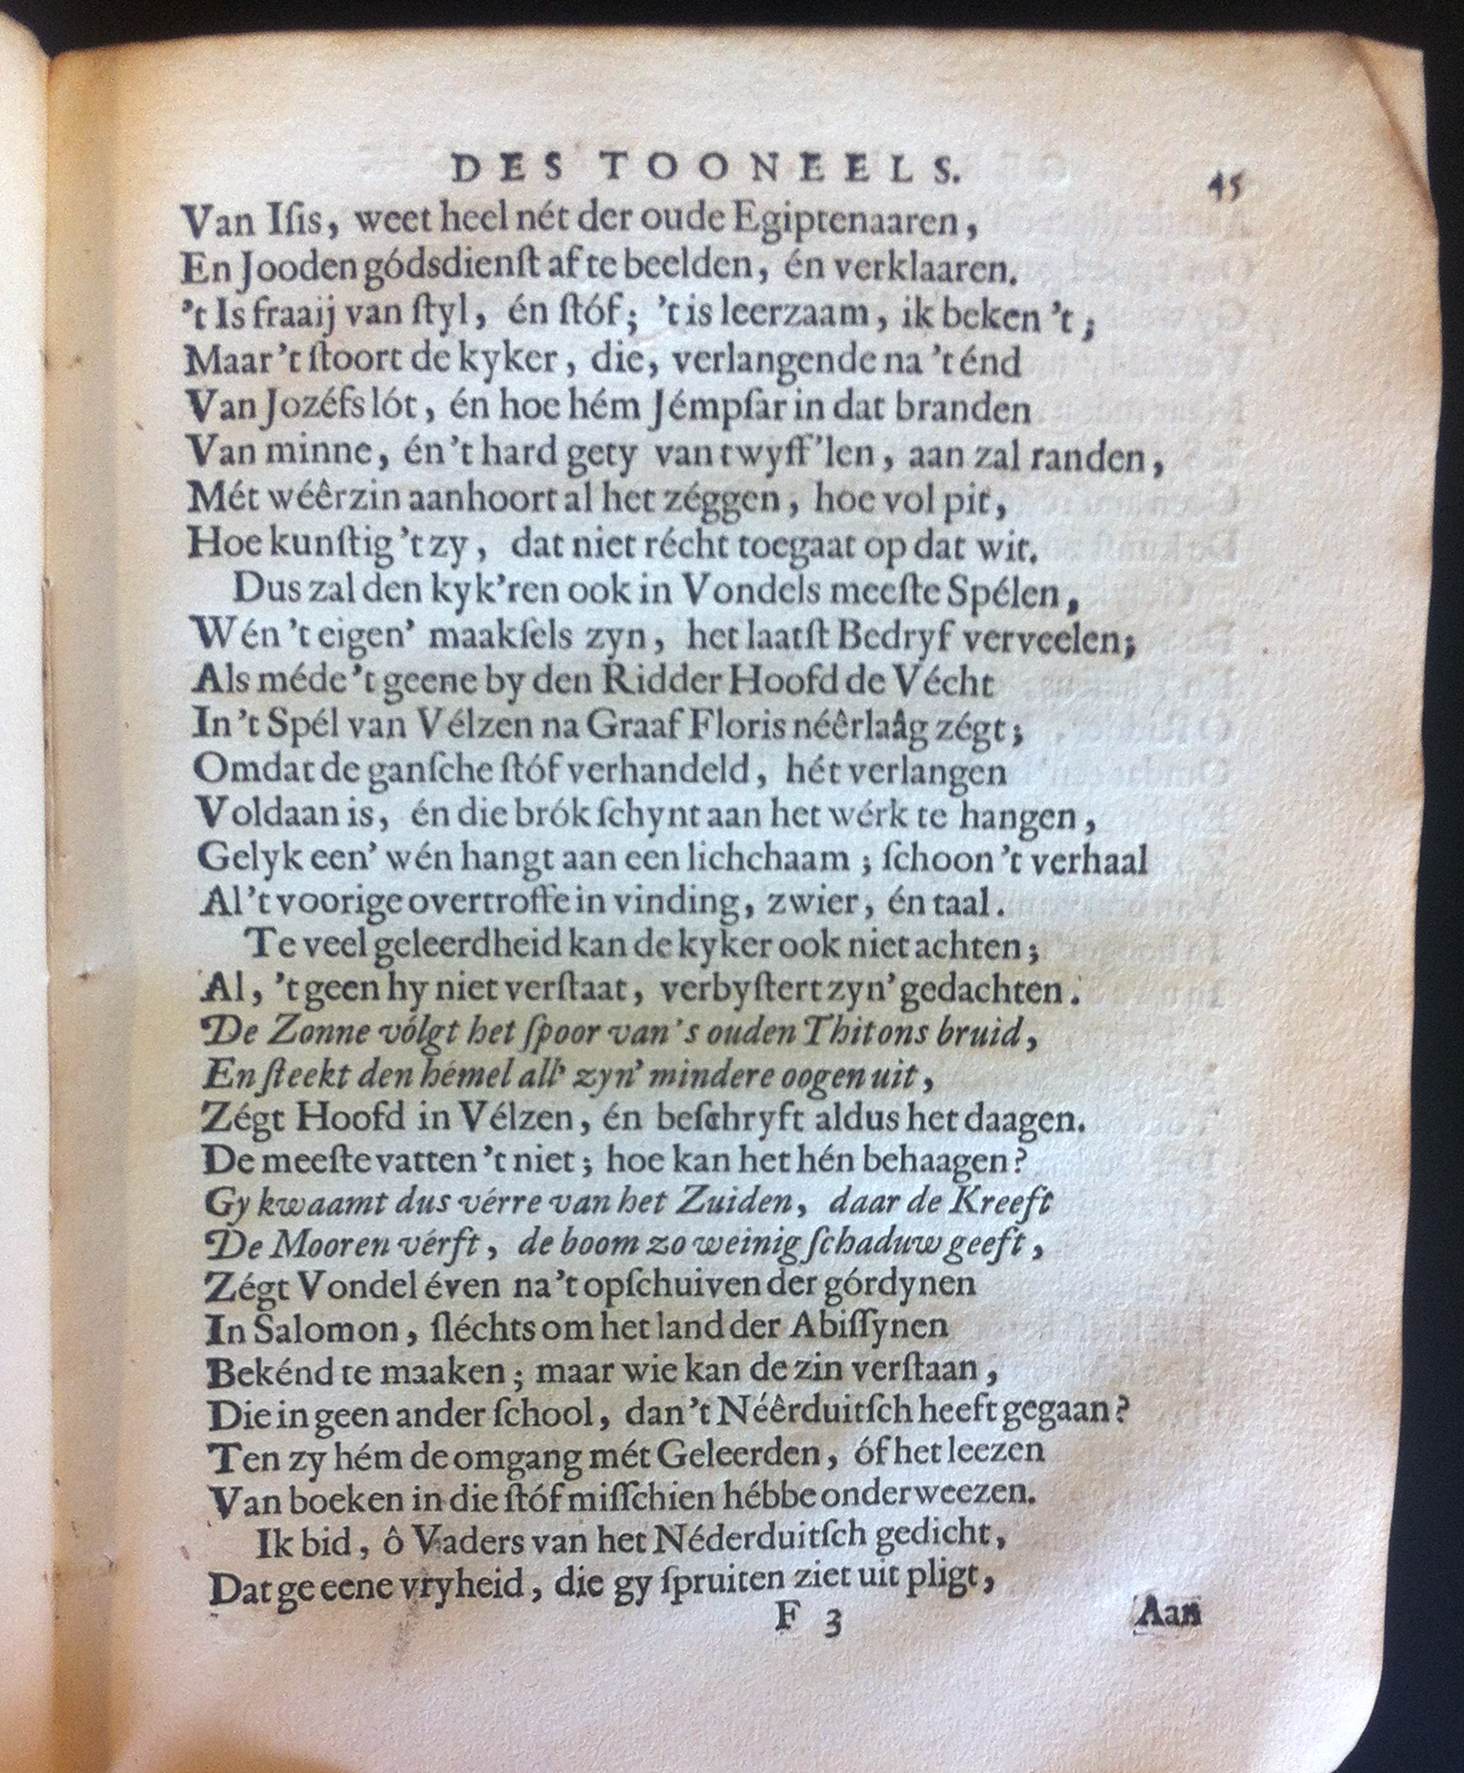 DES TOONEELS. 45
Van Iſis, weet heel nét der oude Egiptenaaren,
En Jooden gódsdienſt af te beelden, én verklaaren.
't Is fraaij van ſtyl, én ſtóf; 't is leerzaam, ik beken 't;
Maar 't ſtoort de kyker, die, verlangende na 't énd
Van Jozéfs lót, én hoe hém Jémpſar in dat branden
Van minne, én 't hard gety van twyff'len, aan zal randen,
Mét wéêrzin aanhoort al het zéggen, hoe vol pit,
Hoe kunſtig 't zy, dat niet récht toegaat op dat wit.
Dus zal den kyk'ren ook in Vondels meeſte Spélen,
Wén 't eigen' maakſels zyn, het laatſt Bedryf verveelen;
Als méde 't geene by den Ridder Hoofd de Vécht
In 't Spél van Vélzen na Graaf Floris néêrlaâg zégt;
Omdat de ganſche ſtóf verhandeld, hét verlangen
Voldaan is, én die brók ſchynt aan het wérk te hangen,
Gelyk een' wén hangt aan een lichchaam; ſchoon 't verhaal
Al 't voorige overtroffe in vinding, zwier, én taal.
Te veel geleerdheid kan de kyker ook niet achten;
Al, 't geen hy niet verſtaat, verbyſtert zyn' gedachten.
De Zonne vólgt het ſpoor van 's ouden Thitons bruid,
En ſteekt den hémel all' zyn' mindere oogen uit,
Zégt Hoofd in Vélzen, én beſchryft aldus het daagen.
De meeſte vatten 't niet; hoe kan het hén behaagen?
Gy kwaamt dus vérre van het Zuiden, daar de Kreeft
De Mooren vérft, de boom zo weinig ſchaduw geeft,
Zégt Vondel éven na 't opſchuiven der górdynen
In Salomon, ſléchts om het land der Abiſſynen
Bekénd te maaken; maar wie kan de zin verſtaan,
Die in geen ander ſchool, dan 't Néêrduitſch heeft gegaan?
Ten zy hém de omgang mét Geleerden, óf het leezen
Van boeken in die ſtóf miſſchien hébbe onderweezen.
Ik bid, ô Vaders van het Néderduitſch gedicht,
Dat ge eene vryheid, die gy ſpruiten ziet uit pligt,
F 3 Aan